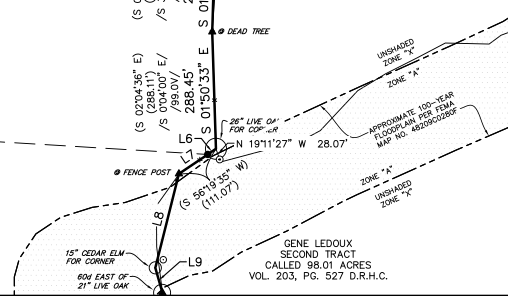 (S 02°04'36" E)
(288.11')
/S 0°04'00" E/
/99.0V/
288.45'
S 01°50'33" E
@ DEAD TREE
UNSHADED
ZONE "X"
ZONE "A"
26" LIVE
FOR
N 19°11'27" W 28.07'
APPROXIMATE 100-YEAR
FLOODPLAIN PER FEMA
MAP NO. 48209C0280F
L6
L7
@ FENCE POST
(S 56°19'35" W)
(111.07')
ZONE "A"
UNSHADED
ZONE "X"
L8
15" CEDAR ELM
FOR CORNER
L9
60d EAST OF
21" LIVE OAK
GENE LEDOUX
SECOND TRACT
CALLED 98.01 ACRES
VOL. 203, PG. 527 D.R.H.C.